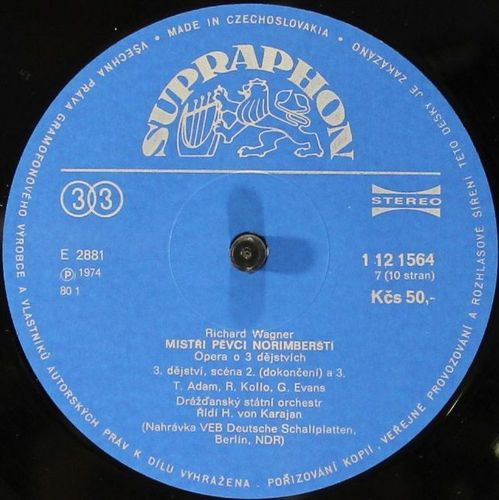 MADE IN CZECHOSLOVAKIA
VŠECHNA PRÁVA GRAMOFONOVÉHO VÝROBCE A VLASTNÍKŮ AUTORSKÝCH PRÁV K DÍLU VYHRAŽENA. POŘIZOVÁNÍ KOPIÍ, VEŘEJNÉ PROVOZOVÁNÍ A ROZHLASOVÉ ŠÍŘENÍ TÉTO DESKY JE ZAKÁZÁNO
SUPRAPHON
33
STEREO
E 2881
℗ 1974
80 1
1 12 1564
7 (10 stran)
Kčs 50,-
Richard Wagner
MISTŘI PĚVCI NORIMBERŠTÍ
Opera o 3 dějstvích
3. dějství, scéna 2. (dokončení) a 3.
T. Adam, R. Kollo, G. Evans
Drážďanský státní orchestr
Řídí H. von Karajan
(Nahrávka VEB Deutsche Schallplatten,
Berlín, NDR)